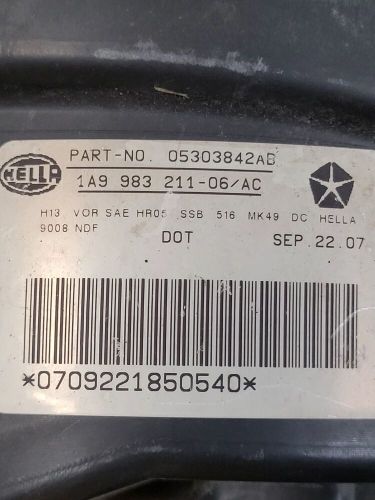 HELLA
PART-NO. 05303842AB
1A9 983 211-06/AC
H13 VOR SAE HR05 SSB 516 MK49 DC HELLA
9008 NDF
DOT SEP.22.07
*0709221850540*